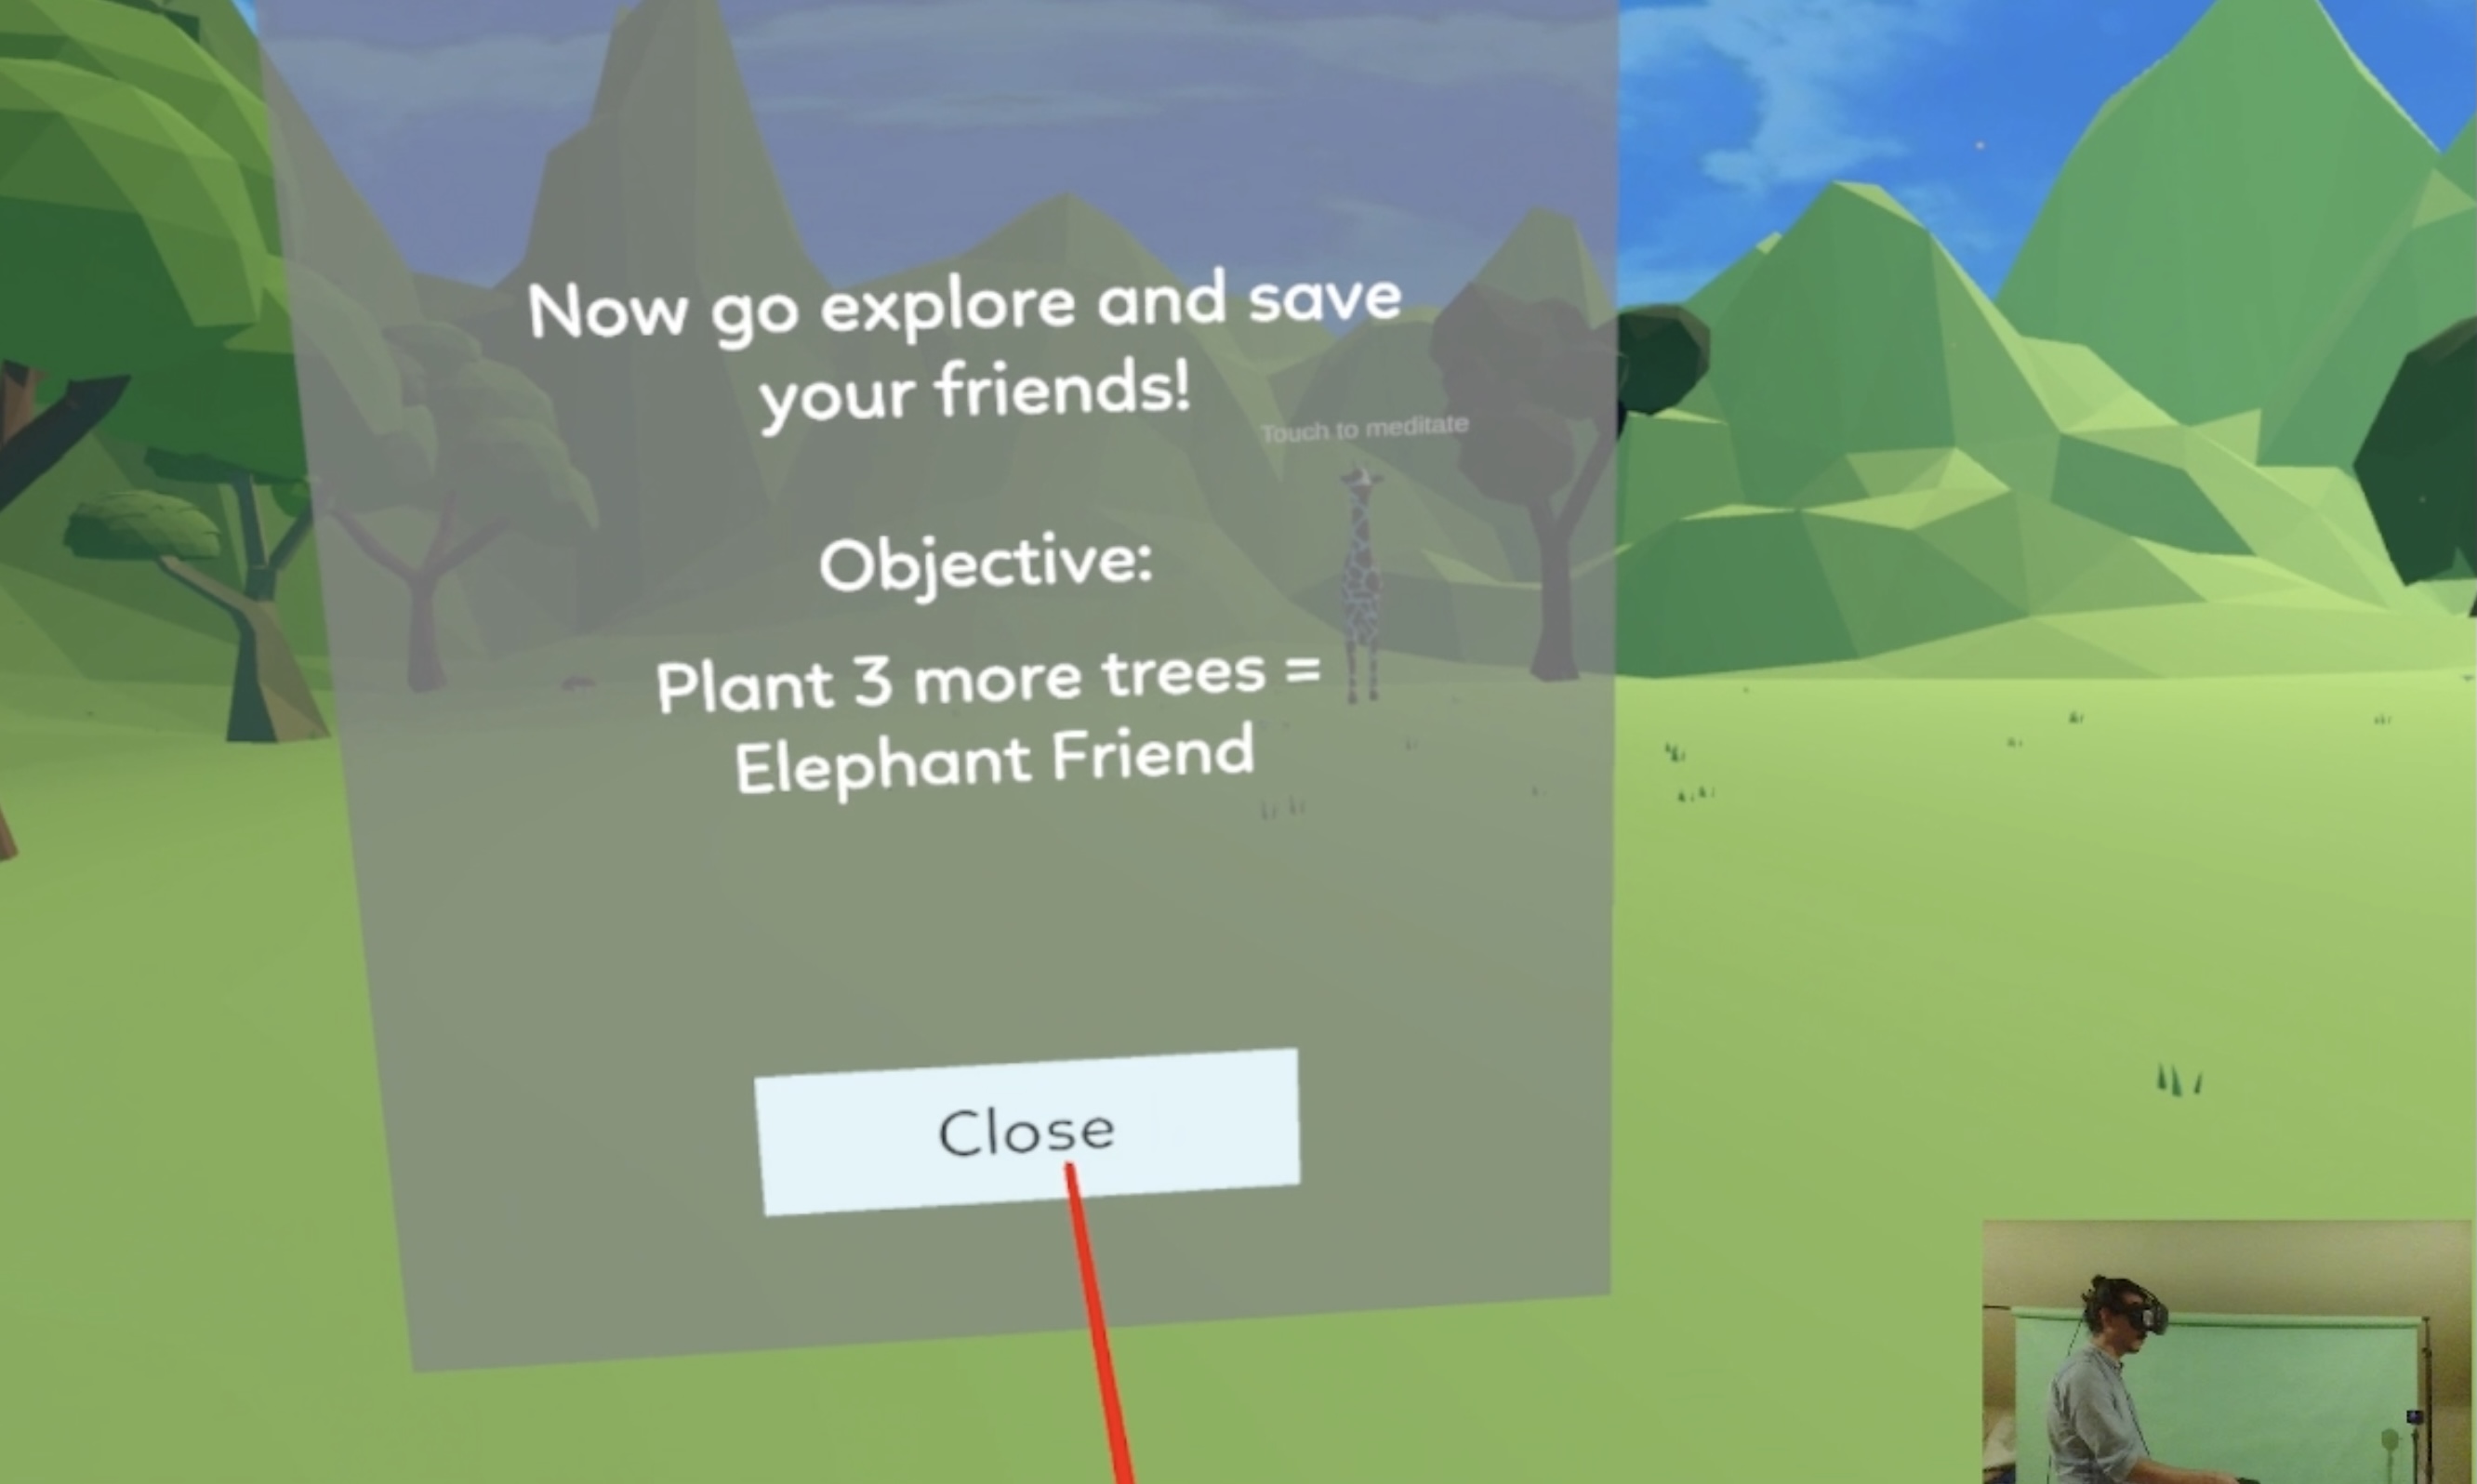 Now go explore and save
your friends!
Touch to meditate
Objective:
Plant 3 more trees =
Elephant Friend
Close